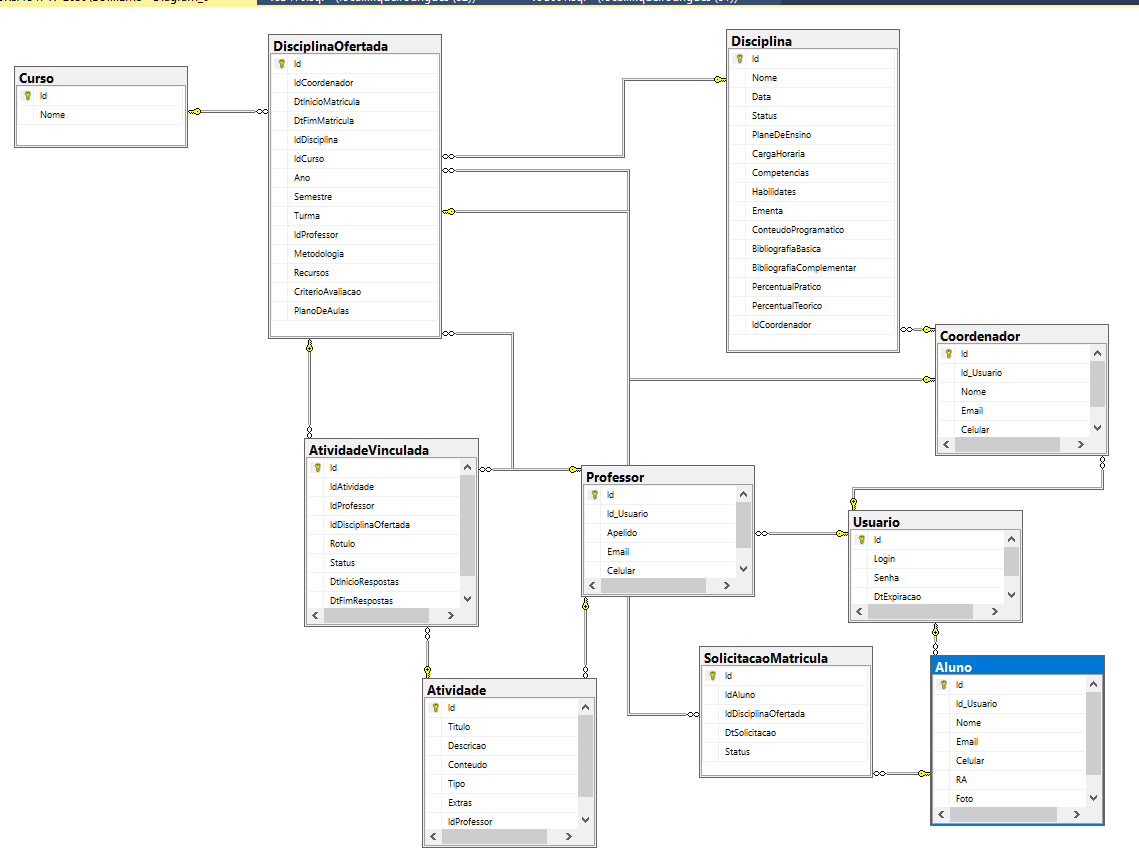 Curso
Id
Nome
DisciplinaOfertada
Id
IdCoordenador
DtInicioMatricula
DtFimMatricula
IdDisciplina
IdCurso
Ano
Semestre
Turma
IdProfessor
Metodologia
Recursos
CriterioAvaliacao
PlanoDeAulas
Disciplina
Id
Nome
Data
Status
PlaneDeEnsino
CargaHoraria
Competencias
Habilidates
Ementa
ConteudoProgramatico
BibliografiaBasica
BibliografiaComplementar
PercentualPratico
PercentualTeorico
IdCoordenador
Coordenador
Id
Id_Usuario
Nome
Email
Celular
AtividadeVinculada
Id
IdAtividade
IdProfessor
IdDisciplinaOfertada
Rotulo
Status
DtInicioRespostas
DtFimRespostas
Professor
Id
Id_Usuario
Apelido
Email
Celular
Usuario
Id
Login
Senha
DtExpiracao
Atividade
Id
Titulo
Descricao
Conteudo
Tipo
Extras
IdProfessor
SolicitacaoMatricula
Id
IdAluno
IdDisciplinaOfertada
DtSolicitacao
Status
Aluno
Id
Id_Usuario
Nome
Email
Celular
RA
Foto